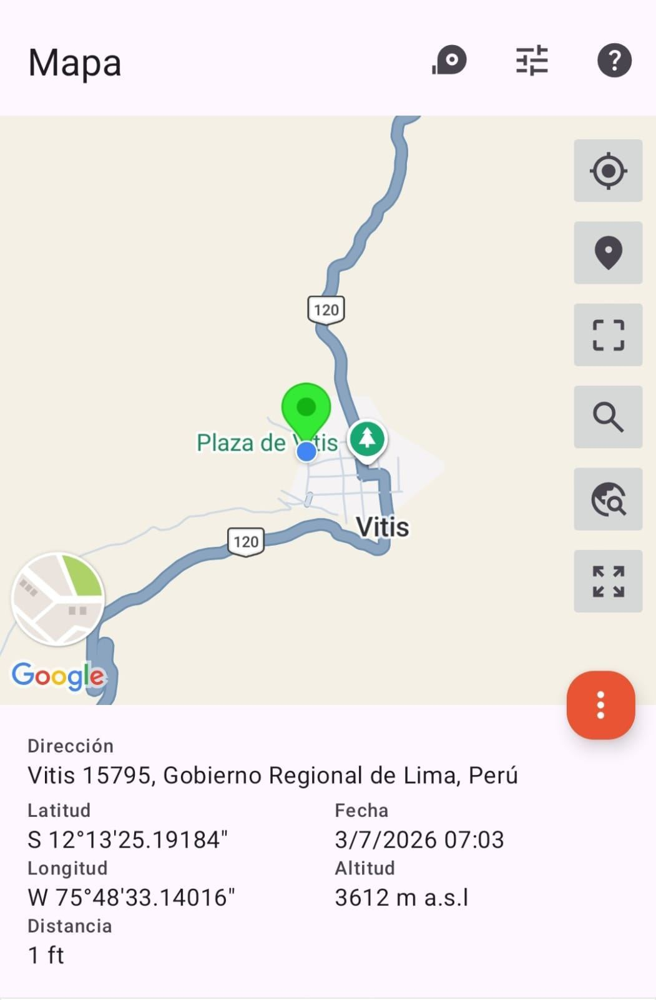 Mapa
120
Plaza de Vitis
120
Vitis
Google
Dirección
Vitis 15795, Gobierno Regional de Lima, Perú
Latitud
S 12°13'25.19184"
Fecha
3/7/2026 07:03
Longitud
W 75°48'33.14016"
Altitud
3612 m a.s.l
Distancia
1 ft